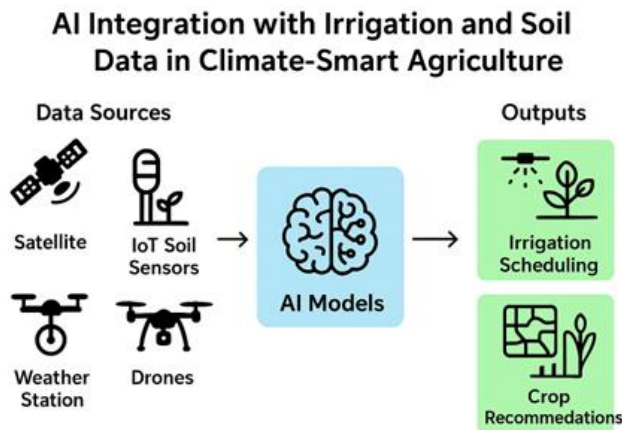 AI Integration with Irrigation and Soil
Data in Climate-Smart Agriculture
Data Sources
Satellite
IoT Soil
Sensors
Weather
Station
Drones
AI Models
Outputs
Irrigation
Scheduling
Crop
Recommedations